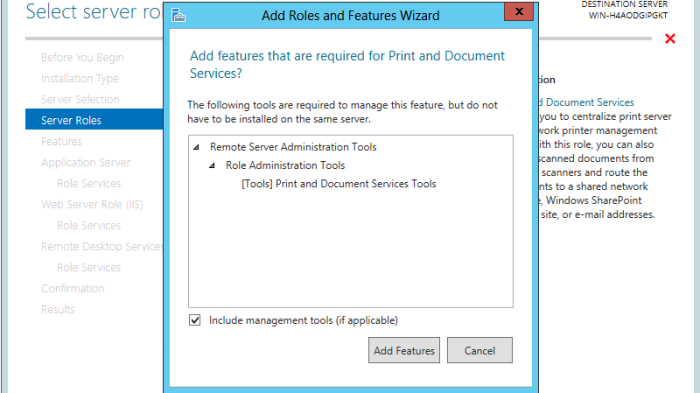 Select server ro
DESTINATION SERVER
WIN-H4AODGIPGKT
Add Roles and Features Wizard
x
Before You Begin
Installation Type
Server Selection
Server Roles
Features
Application Server
Role Services
Web Server Role (IIS)
Role Services
Remote Desktop Services
Role Services
Confirmation
Results
Add features that are required for Print and Document
Services?
The following tools are required to manage this feature, but do not
have to be installed on the same server.
Remote Server Administration Tools
Role Administration Tools
[Tools] Print and Document Services Tools
Include management tools (if applicable)
Add Features
Cancel
tion
d Document Services
you to centralize print server
work printer management
ith this role, you can also
scanned documents from
scanners and route the
nts to a shared network
e, Windows SharePoint
site, or e-mail addresses.